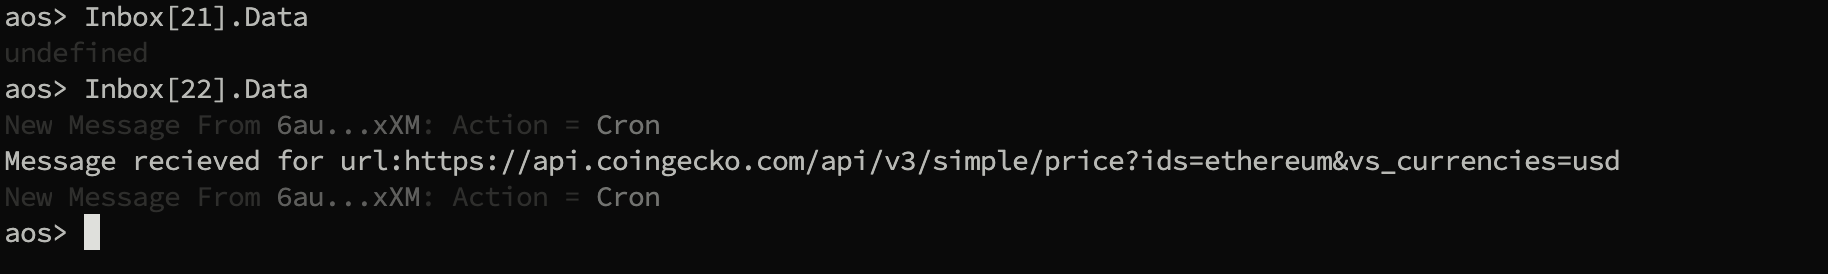 aos> Inbox[21].Data
undefined
aos> Inbox[22].Data
New Message From 6au...xXM: Action = Cron
Message recieved for url:https://api.coingecko.com/api/v3/simple/price?ids=ethereum&vs_currencies=usd
New Message From 6au...xXM: Action = Cron
aos>